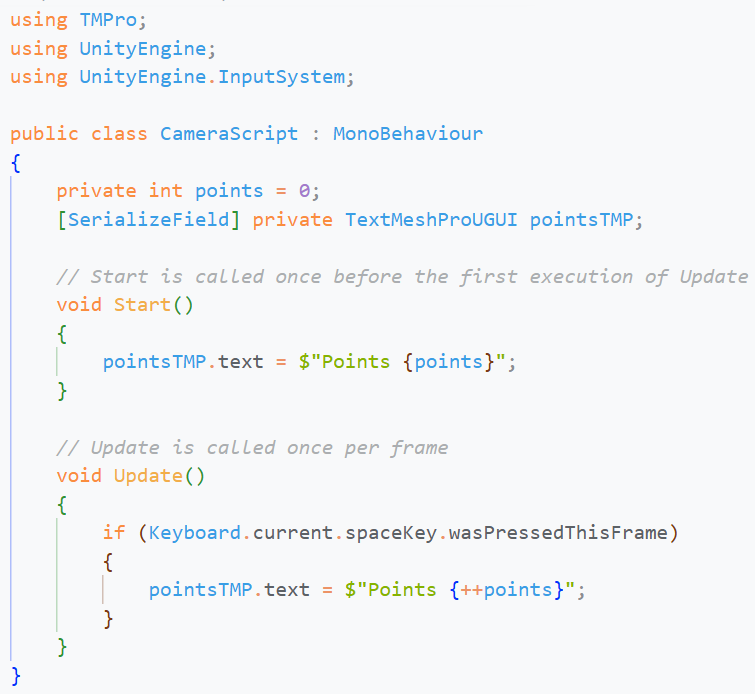 using TMPro;
using UnityEngine;
using UnityEngine.InputSystem;

public class CameraScript : MonoBehaviour
{
    private int points = 0;
    [SerializeField] private TextMeshProUGUI pointsTMP;

    // Start is called once before the first execution of Update
    void Start()
    {
        pointsTMP.text = $"Points {points}";
    }

    // Update is called once per frame
    void Update()
    {
        if (Keyboard.current.spaceKey.wasPressedThisFrame)
        {
            pointsTMP.text = $"Points {++points}";
        }
    }
}